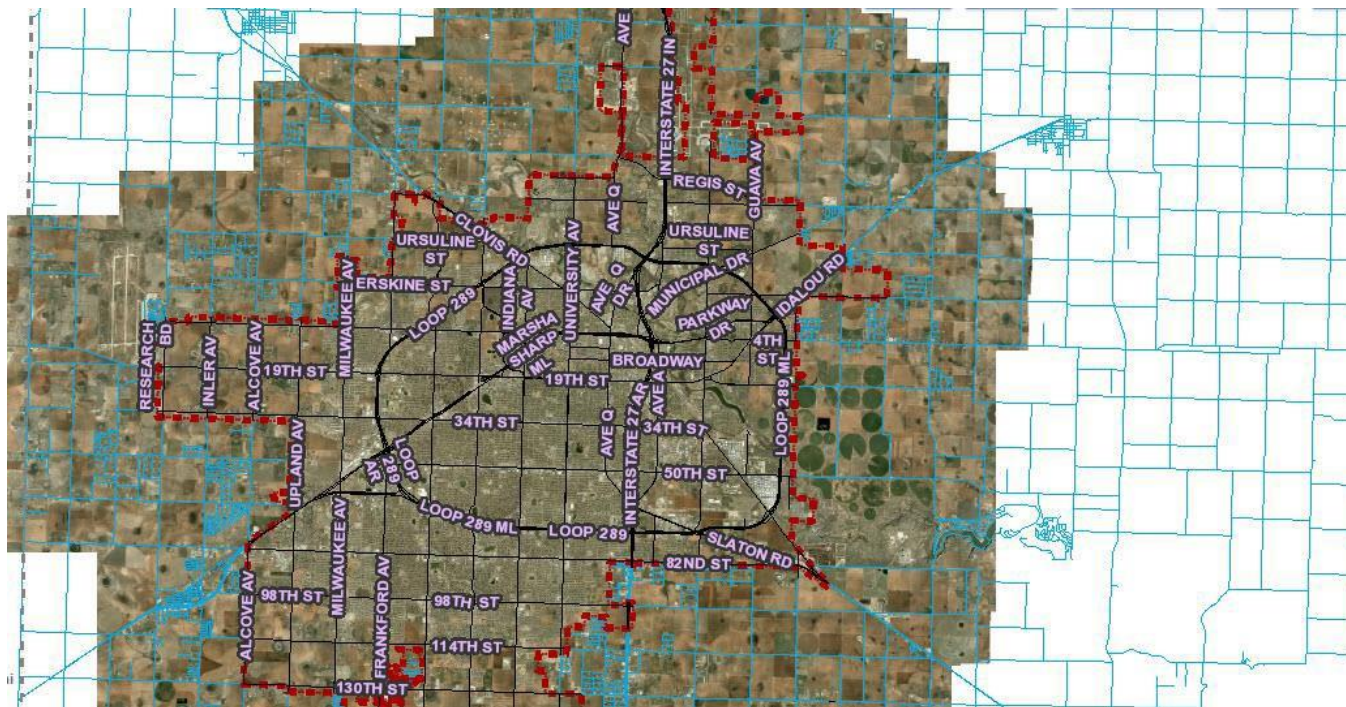 AVE
INTERSTATE 27 IN
REGIS ST
GUAVA AV
AVE Q
CLOVIS RD
URSULINE
ST
URSULINE
ST
UNIVERSITY AV
MUNICIPAL DR
IDALOU RD
MILWAUKEE AV
ERSKINE ST
LOOP 289
INDIANA
AV
AVE Q
DR
PARKWAY
DR
MARSHA
SHARP
ML
4TH
ST
RESEARCH
BD
INLER AV
ALCOVE AV
19TH ST
BROADWAY
19TH ST
INTERSTATE 27 AR
AVE A
LOOP 289 ML
34TH ST
AVE Q
34TH ST
UPLAND AV
LOOP
289
AR
50TH ST
MILWAUKEE AV
LOOP 289 ML
LOOP 289
SLATON RD
82ND ST
ALCOVE AV
98TH ST
FRANKFORD AV
98TH ST
114TH ST
130TH ST